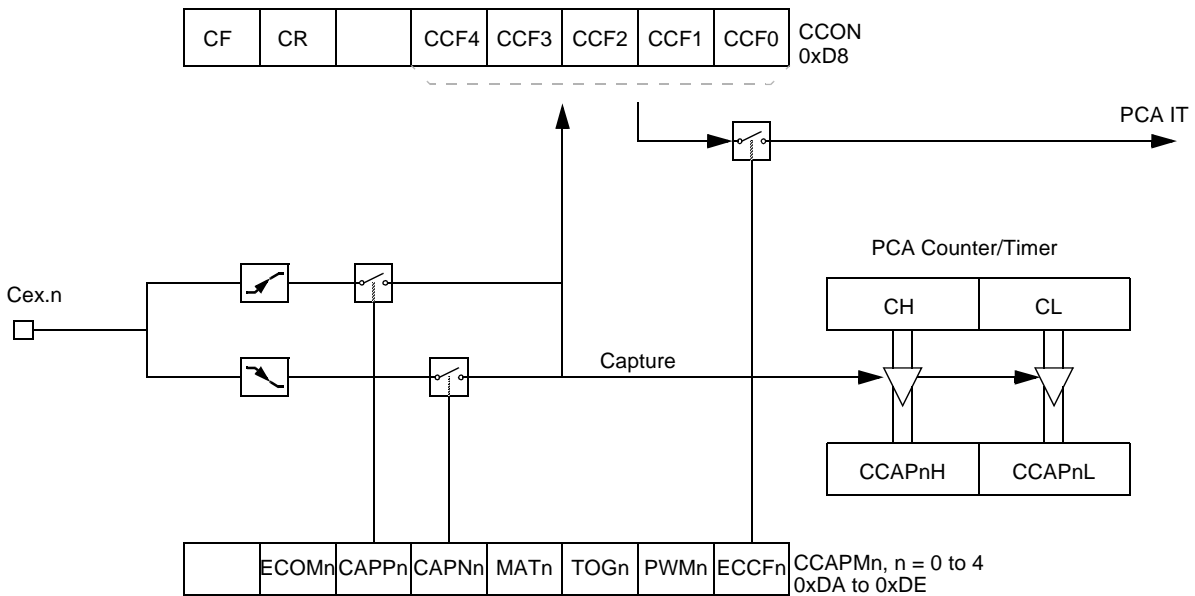 CF CR CCF4 CCF3 CCF2 CCF1 CCF0 CCON
0xD8
PCA IT
PCA Counter/Timer
Cex.n
CH CL
Capture
CCAPnH CCAPnL
ECOMn CAPPn CAPNn MATn TOGn PWMn ECCFn CCAPMn, n = 0 to 4
0xDA to 0xDE